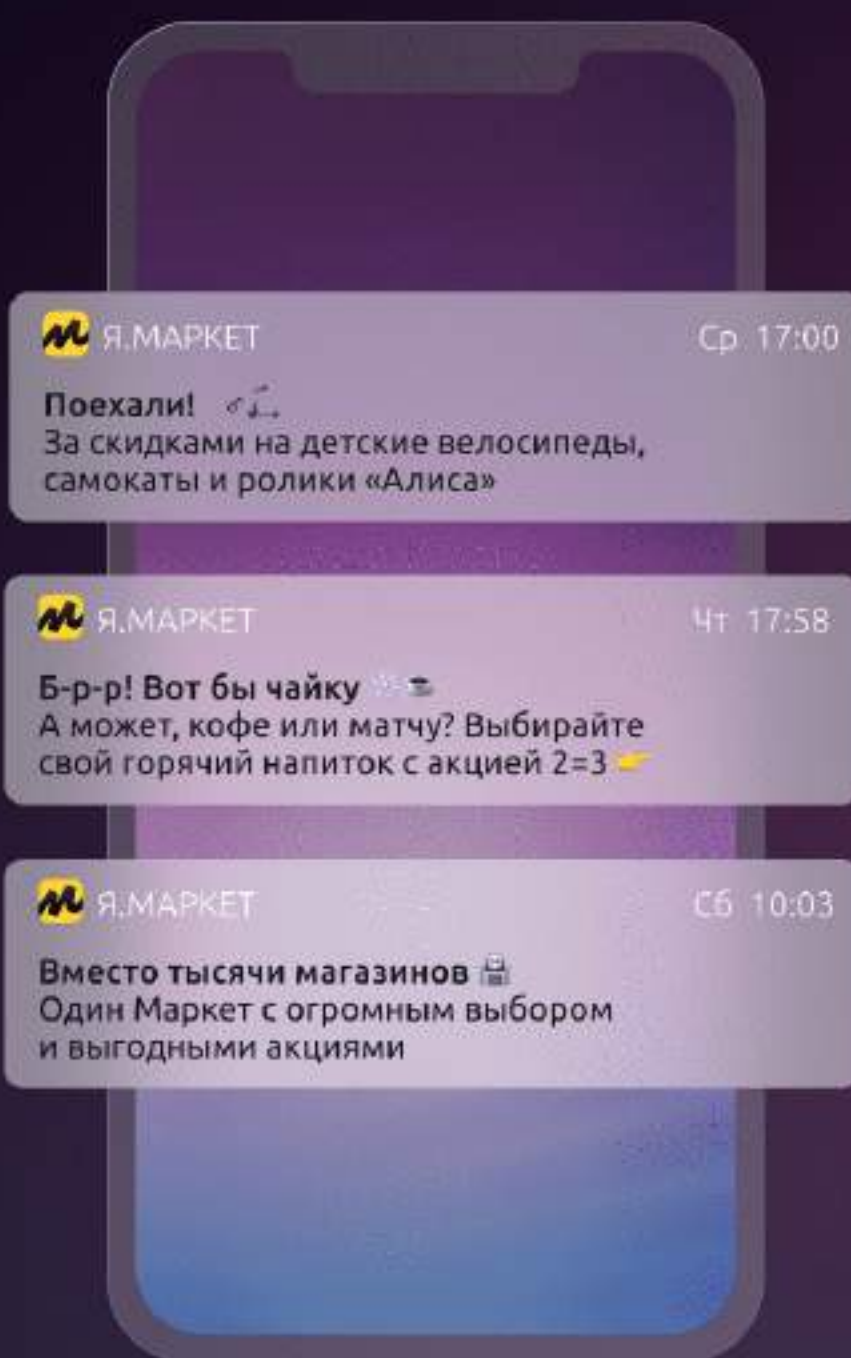 Я.МАРКЕТ Ср 17:00
Поехали!
За скидками на детские велосипеды,
самокаты и ролики «Алиса»
Я.МАРКЕТ Чт 17:58
Б-р-р! Вот бы чайку
А может, кофе или матчу? Выбирайте
свой горячий напиток с акцией 2=3
Я.МАРКЕТ Сб 10:03
Вместо тысячи магазинов
Один Маркет с огромным выбором
и выгодными акциями